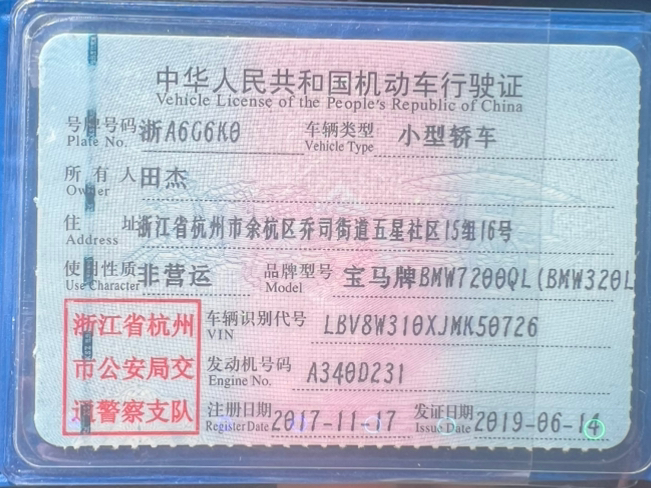 中华人民共和国机动车行驶证
Vehicle License of the People's Republic of China
号牌号码 浙A6G6K0 车辆类型 小型轿车
Plate No. Vehicle Type
所有人 田杰
Owner
住址 浙江省杭州市余杭区乔司街道五星社区15组16号
Address
使用性质 非营运 品牌型号 宝马牌BMW7200QL(BMW320L
Use Character Model
浙江省杭州 车辆识别代号 LBV8W310XJMK50726
VIN
市公安局交 发动机号码 A340D231
Engine No.
通警察支队 注册日期 2017-11-17 发证日期 2019-06-14
Register Date Issue Date